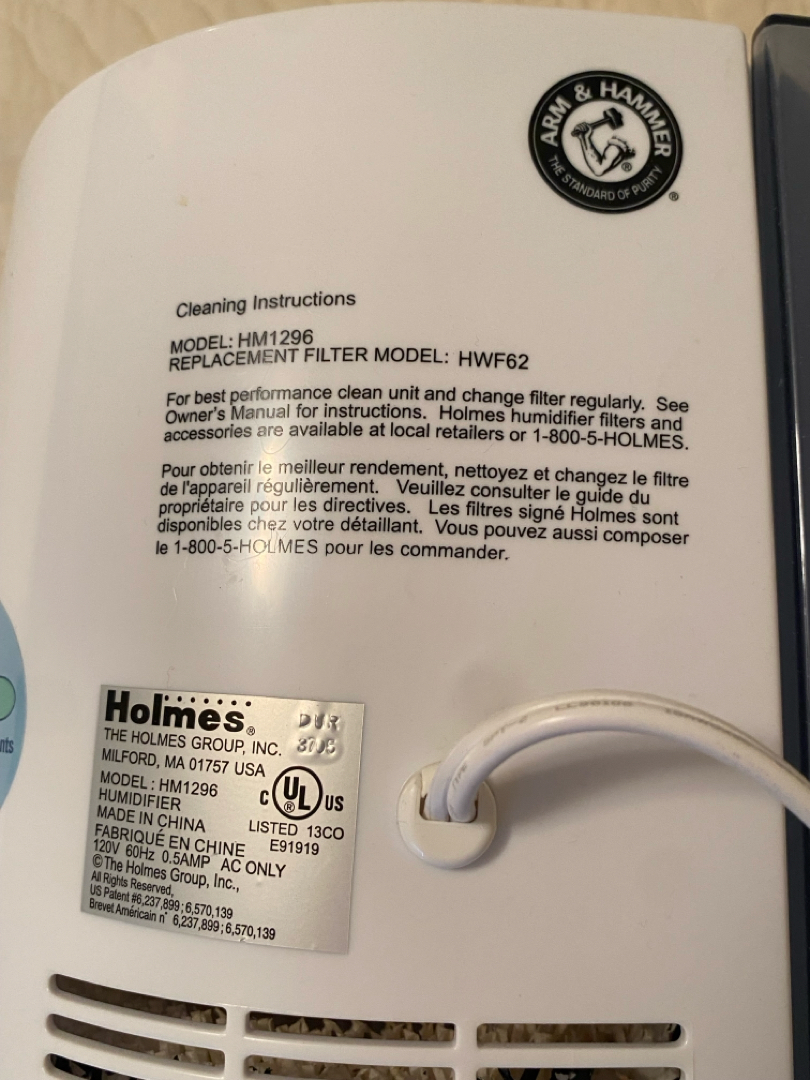 ARM & HAMMER
THE STANDARD OF PURITY
®
®
Cleaning Instructions
MODEL: HM1296
REPLACEMENT FILTER MODEL: HWF62
For best performance clean unit and change filter regularly. See
Owner's Manual for instructions. Holmes humidifier filters and
accessories are available at local retailers or 1-800-5-HOLMES.
Pour obtenir le meilleur rendement, nettoyez et changez le filtre
de l'appareil régulièrement. Veuillez consulter le guide du
propriétaire pour les directives. Les filtres signé Holmes sont
disponibles chez votre détaillant. Vous pouvez aussi composer
le 1-800-5-HOLMES pour les commander.
nts
Holmes®
DUR
THE HOLMES GROUP, INC.
MILFORD, MA 01757 USA
MODEL : HM1296
HUMIDIFIER
C UL® US
MADE IN CHINA
LISTED 13CO
FABRIQUÉ EN CHINE
E91919
120V 60Hz 0.5AMP AC ONLY
©The Holmes Group, Inc.,
All Rights Reserved,
US Patent #6,237,899 ; 6,570,139
Brevet Américain n° 6,237,899 ; 6,570,139